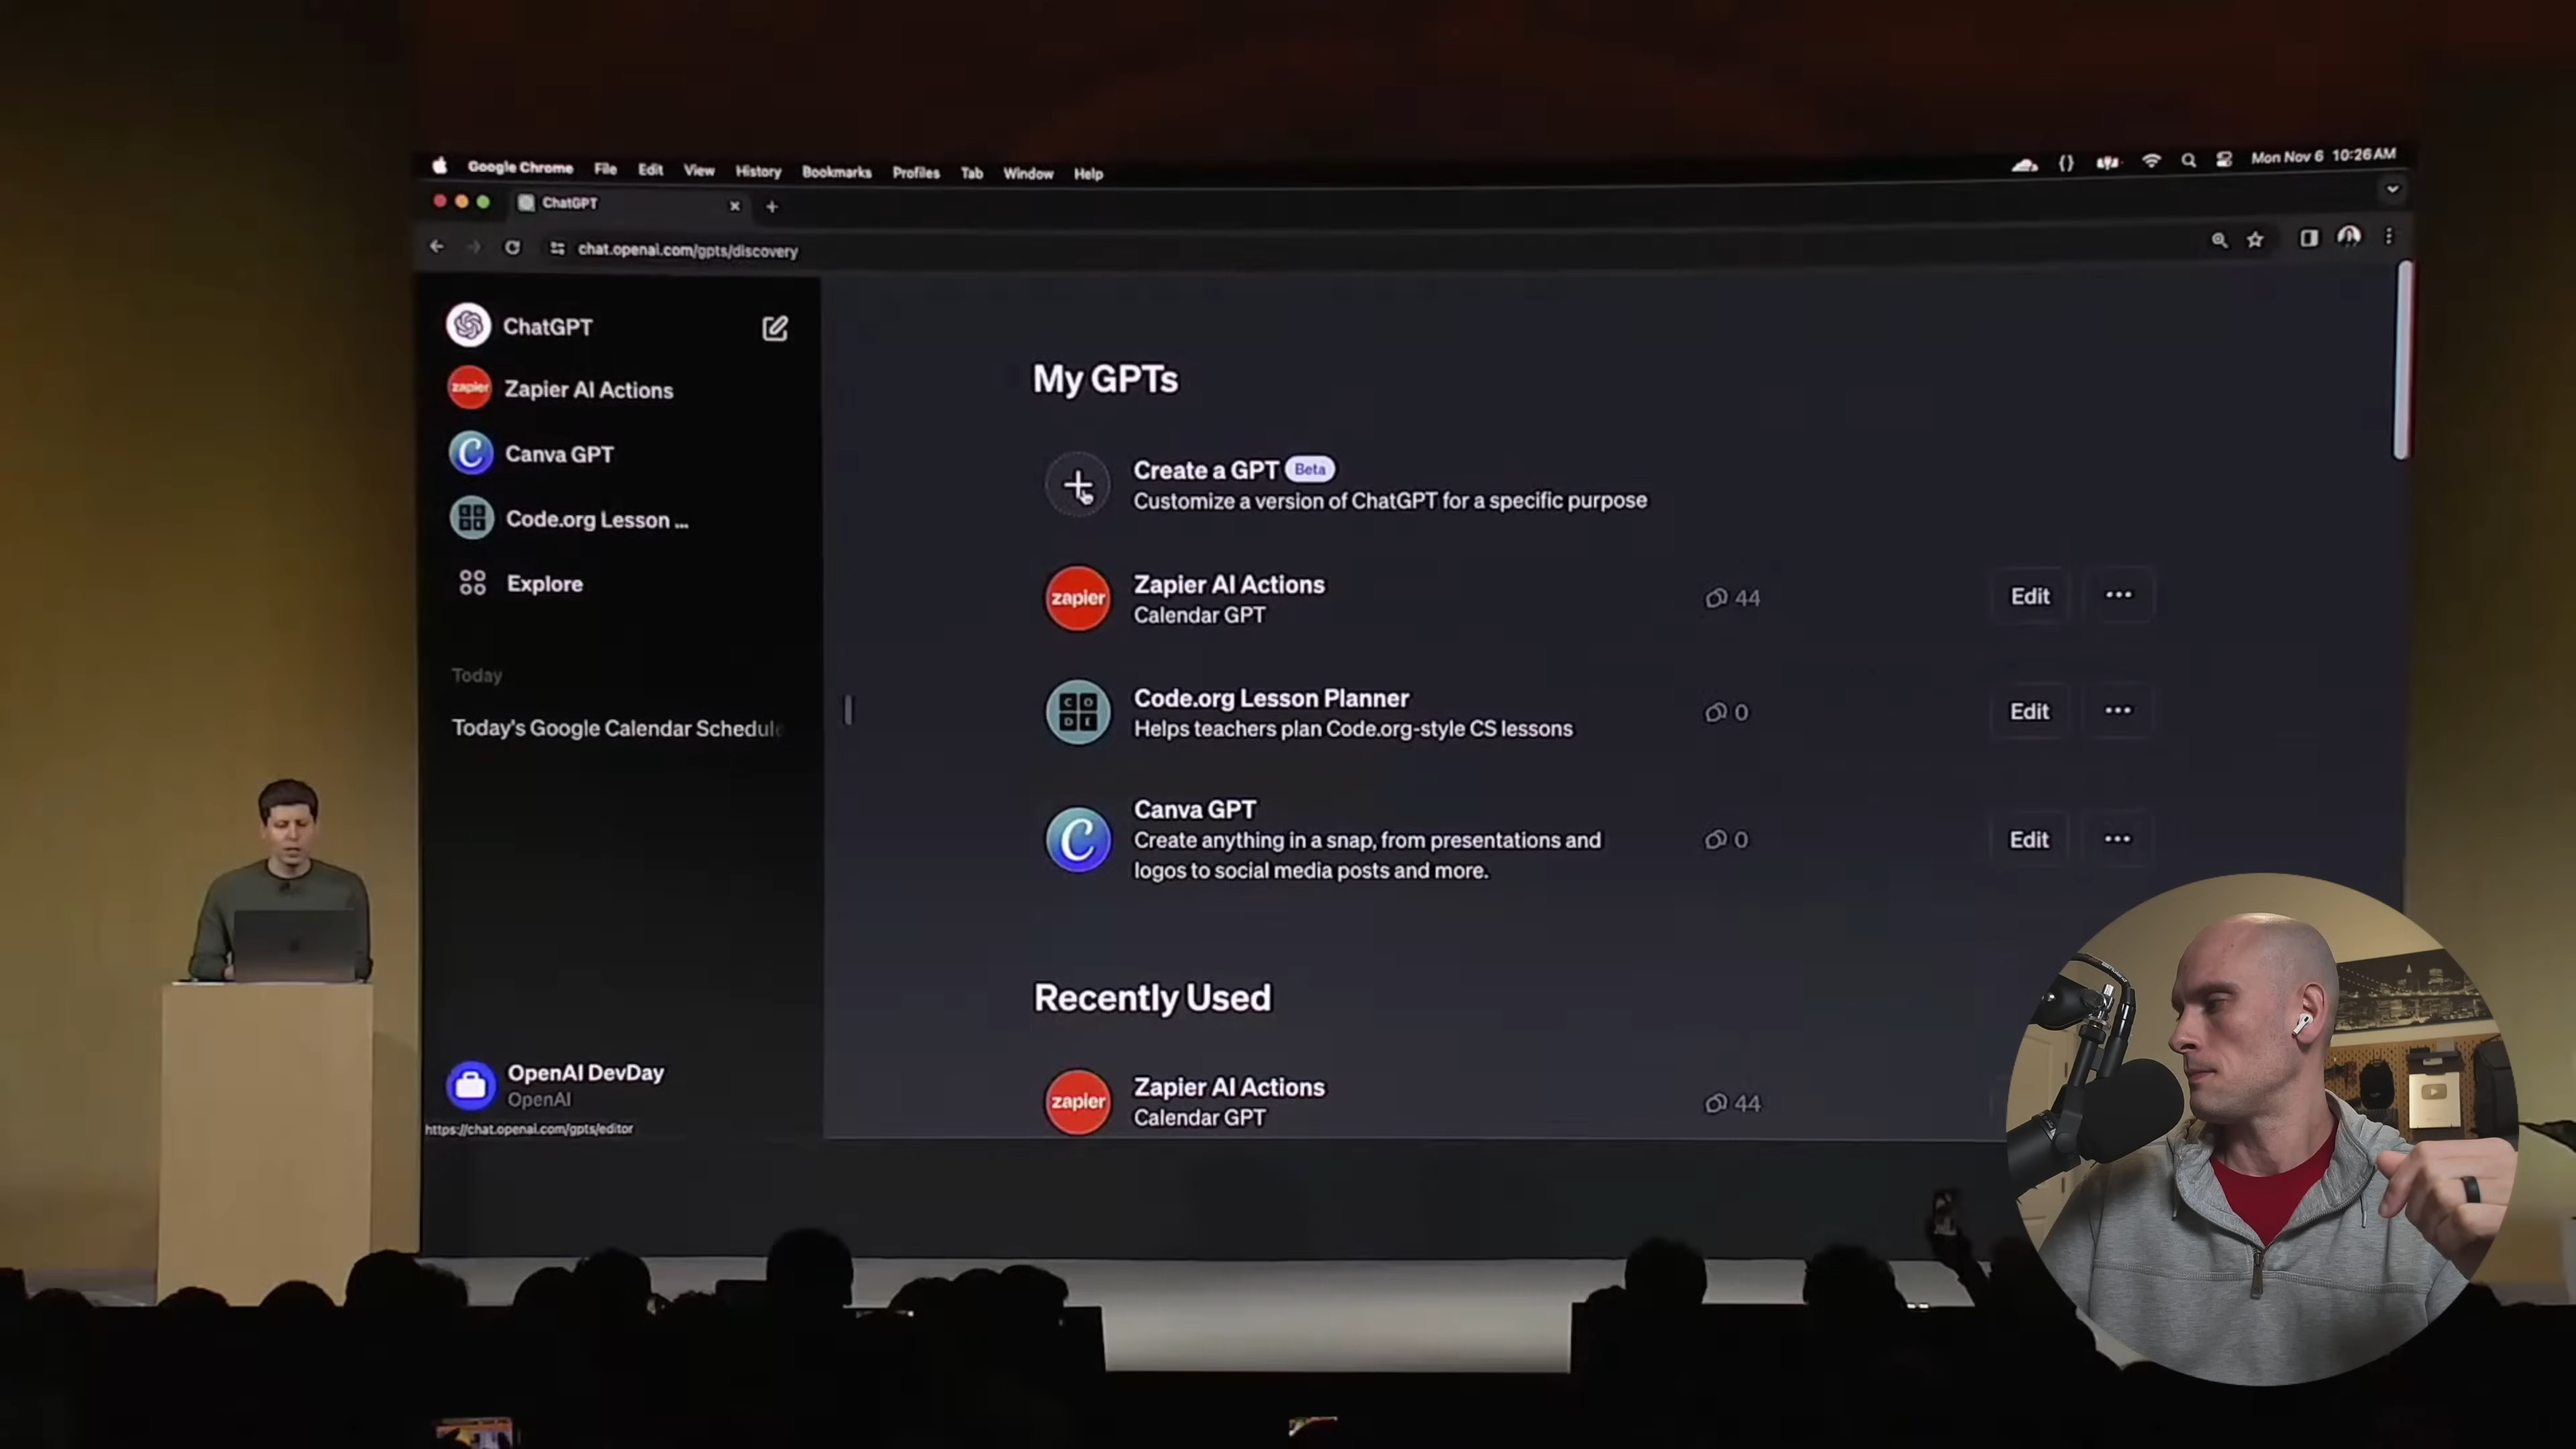 Google Chrome File Edit View History Bookmarks Profiles Tab Window Help
Mon Nov 6 10:26 AM
ChatGPT
chat.openai.com/gpts/discovery
ChatGPT
zapier
Zapier AI Actions
C
Canva GPT
Code.org Lesson ...
Explore
Today
Today's Google Calendar Schedule
OpenAI DevDay
OpenAI
https://chat.openai.com/gpts/editor
My GPTs
Create a GPT Beta
Customize a version of ChatGPT for a specific purpose
zapier
Zapier AI Actions
Calendar GPT
44
Edit
CO
DE
Code.org Lesson Planner
Helps teachers plan Code.org-style CS lessons
0
Edit
C
Canva GPT
Create anything in a snap, from presentations and
logos to social media posts and more.
0
Edit
Recently Used
zapier
Zapier AI Actions
Calendar GPT
44